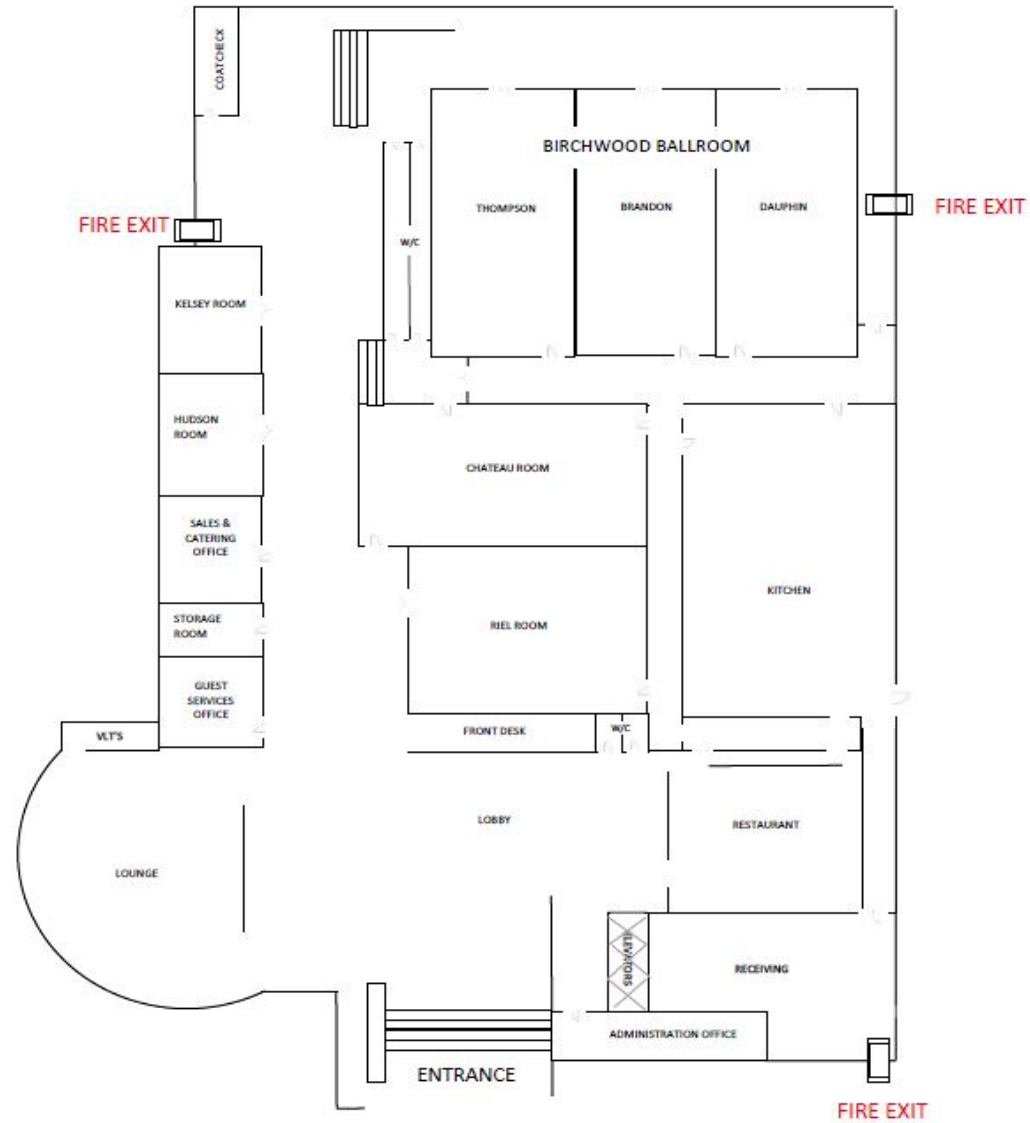 COATCHECK
BIRCHWOOD BALLROOM
THOMPSON
BRANDON
DAUPHIN
FIRE EXIT
FIRE EXIT
W/C
KELSEY ROOM
HUDSON
ROOM
CHATEAU ROOM
SALES &
CATERING
OFFICE
KITCHEN
STORAGE
ROOM
RIEL ROOM
GUEST
SERVICES
OFFICE
VLT'S
FRONT DESK
W/C
LOBBY
RESTAURANT
LOUNGE
ELEVATORS
RECEIVING
ADMINISTRATION OFFICE
ENTRANCE
FIRE EXIT